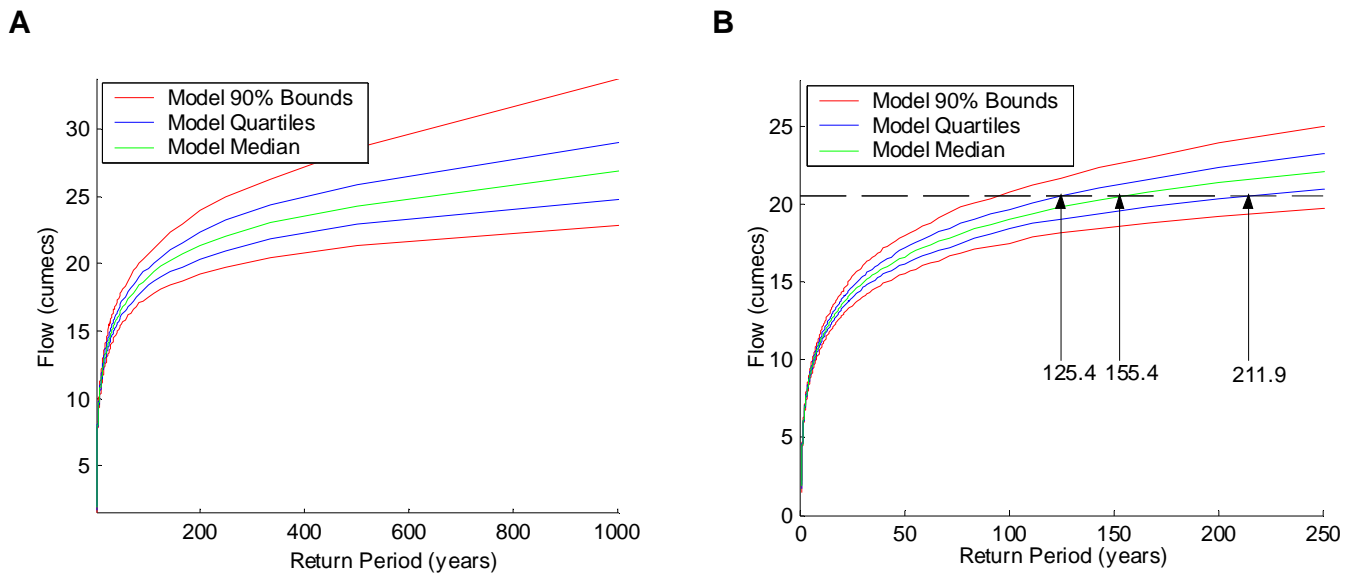 A
Model 90% Bounds
Model Quartiles
Model Median
30
25
20
15
10
5
Flow (cumecs)
200
400
600
800
1000
Return Period (years)
B
Model 90% Bounds
Model Quartiles
Model Median
25
20
15
10
5
0
Flow (cumecs)
125.4
155.4
211.9
0
50
100
150
200
250
Return Period (years)